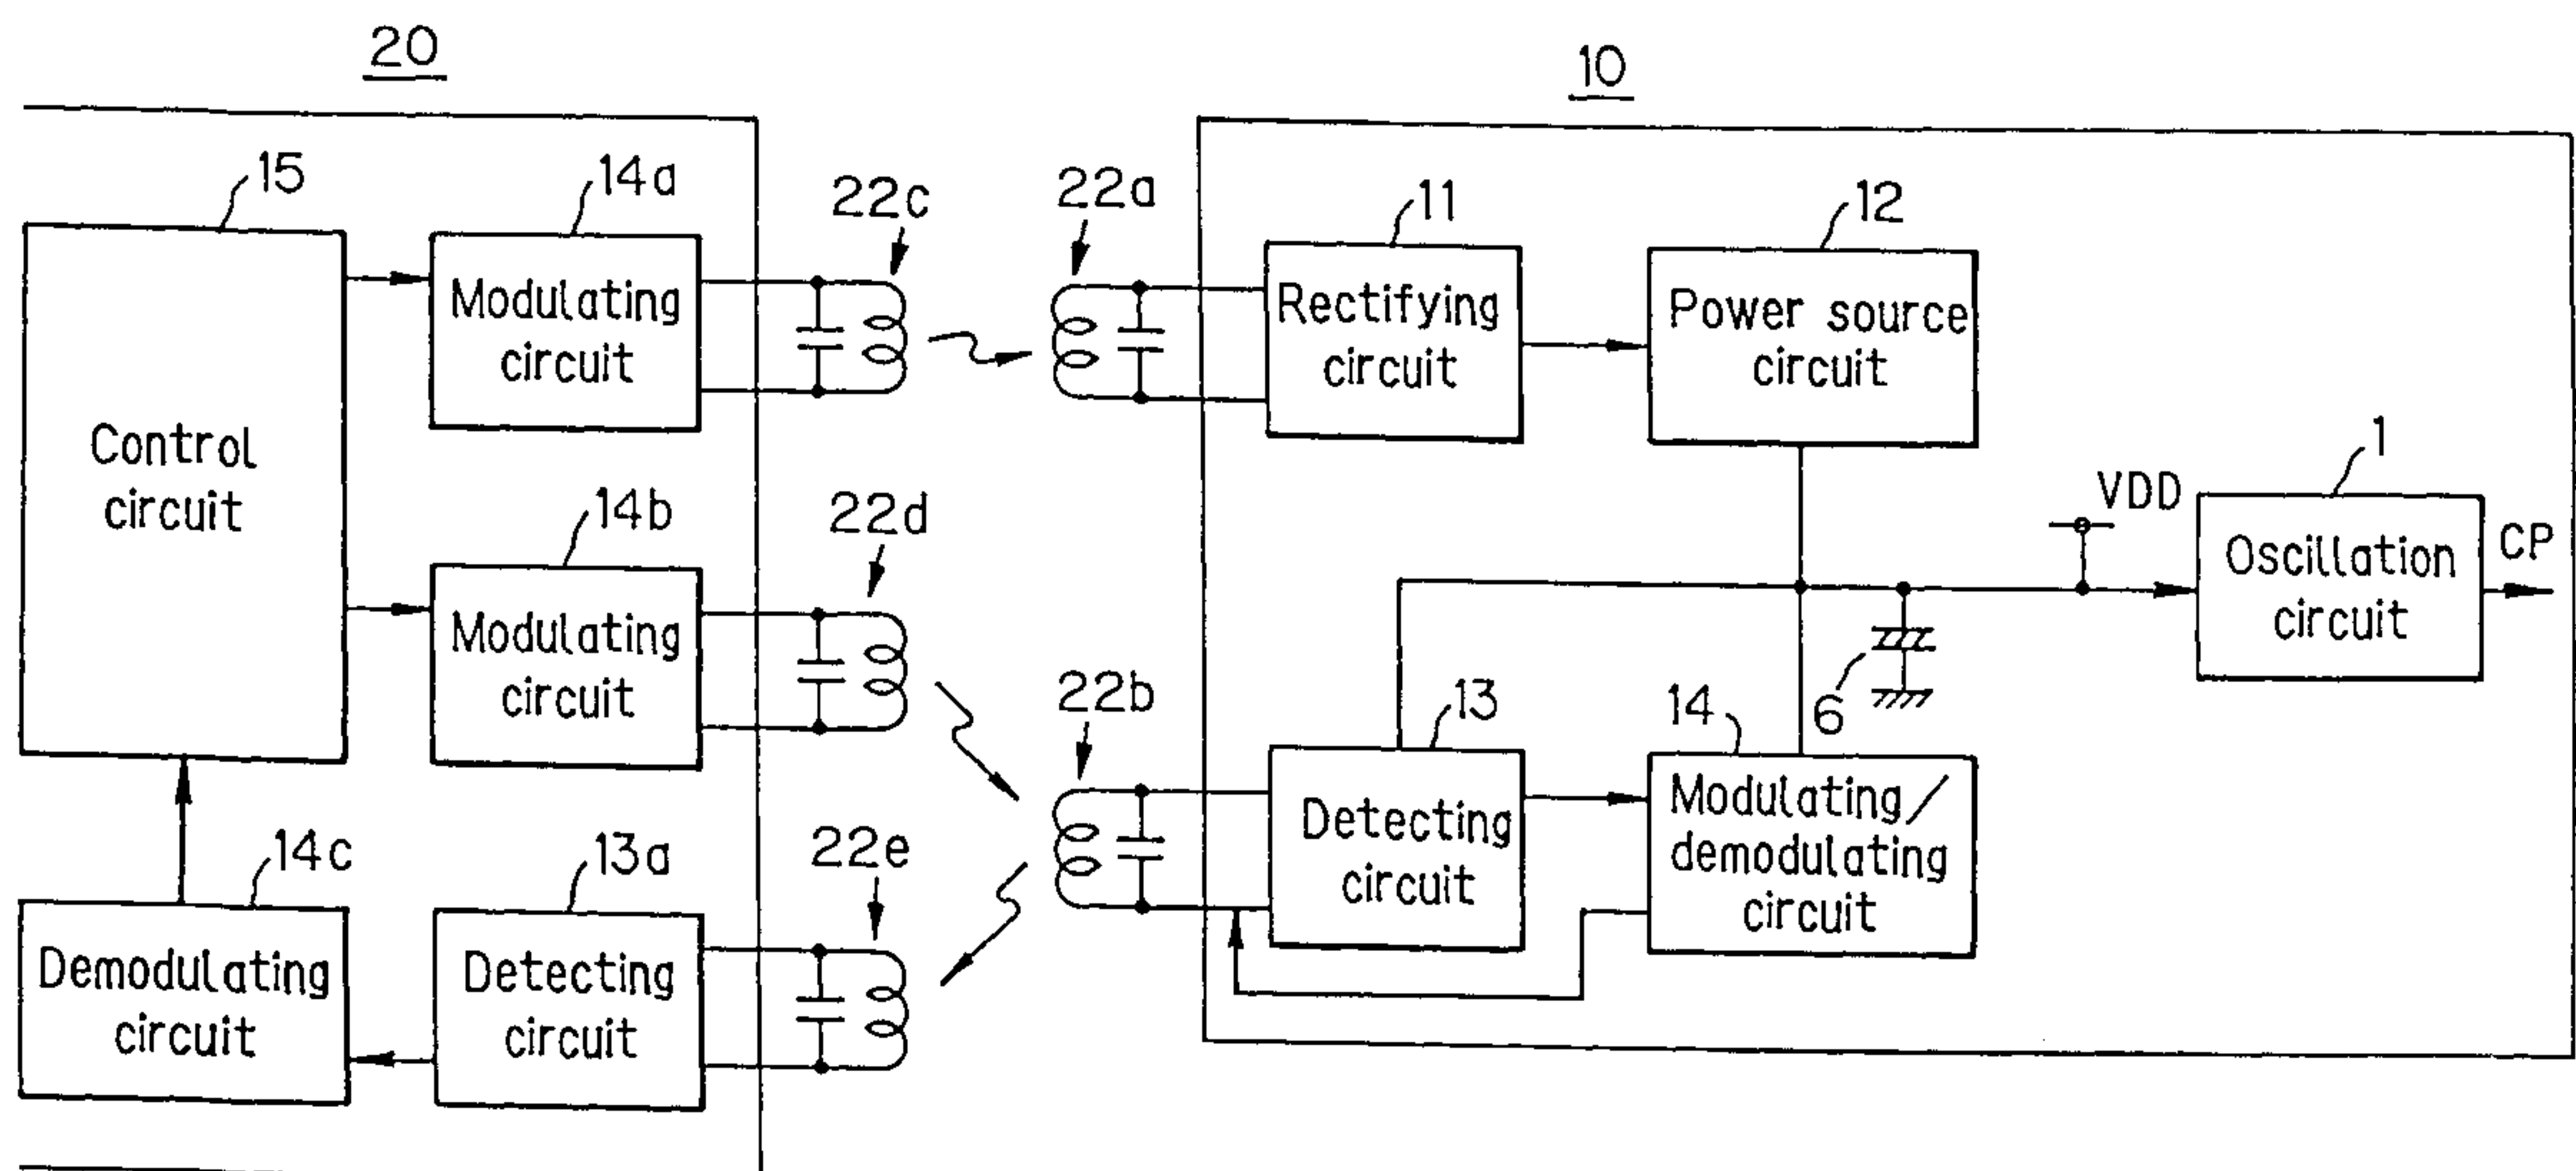 20
10
15
14a
22c
22a
11
12
Modulating
circuit
Rectifying
circuit
Power source
circuit
Control
circuit
14b
22d
1
VDD
CP
Oscillation
circuit
Modulating
circuit
22b
13
14
6
14c
13a
22e
Detecting
circuit
Modulating/
demodulating
circuit
Demodulating
circuit
Detecting
circuit